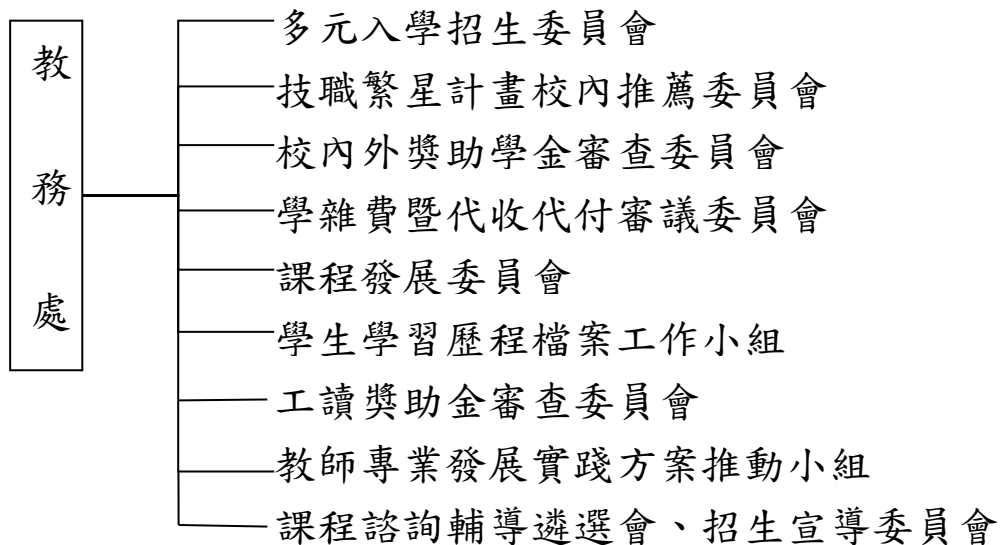 教務處
多元入學招生委員會
技職繁星計畫校內推薦委員會
校內外獎助學金審查委員會
學雜費暨代收代付審議委員會
課程發展委員會
學生學習歷程檔案工作小組
工讀獎助金審查委員會
教師專業發展實踐方案推動小組
課程諮詢輔導遴選會、招生宣導委員會